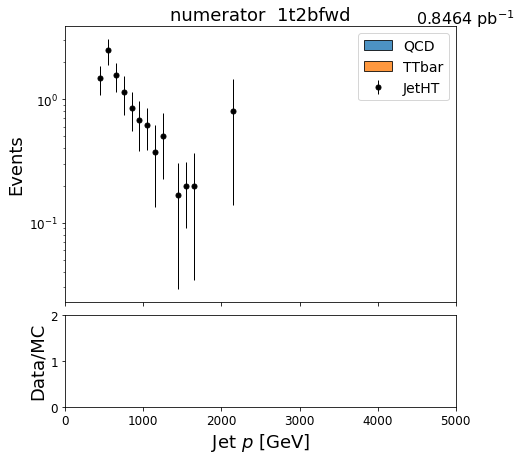 numerator  1t2bfwd
0.8464 pb⁻¹
QCD
TTbar
JetHT
Events
10⁰
10⁻¹
Data/MC
2
1
0
0 1000 2000 3000 4000 5000
Jet p [GeV]